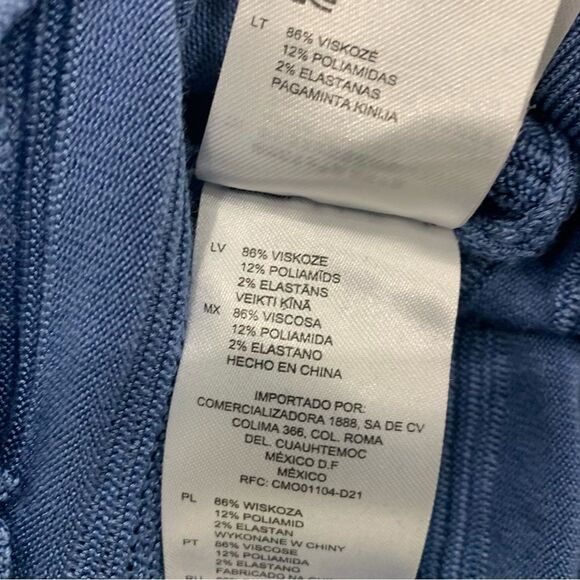 LT 86% VISKOZĖ
12% POLIAMIDAS
2% ELASTANAS
PAGAMINTA KINIJA
LV 86% VISKOZE
12% POLIAMĪDS
2% ELASTĀNS
VEIKTI ĶĪNĀ
MX 86% VISCOSA
12% POLIAMIDA
2% ELASTANO
HECHO EN CHINA
IMPORTADO POR:
COMERCIALIZADORA 1888, SA DE CV
COLIMA 366, COL. ROMA
DEL. CUAUHTEMOC
MÉXICO D.F
MÉXICO
RFC: CMO01104-D21
PL 86% WISKOZA
12% POLIAMID
2% ELASTAN
WYKONANE W CHINY
PT 86% VISCOSE
12% POLIAMIDA
2% ELASTANO
FABRICADO NA